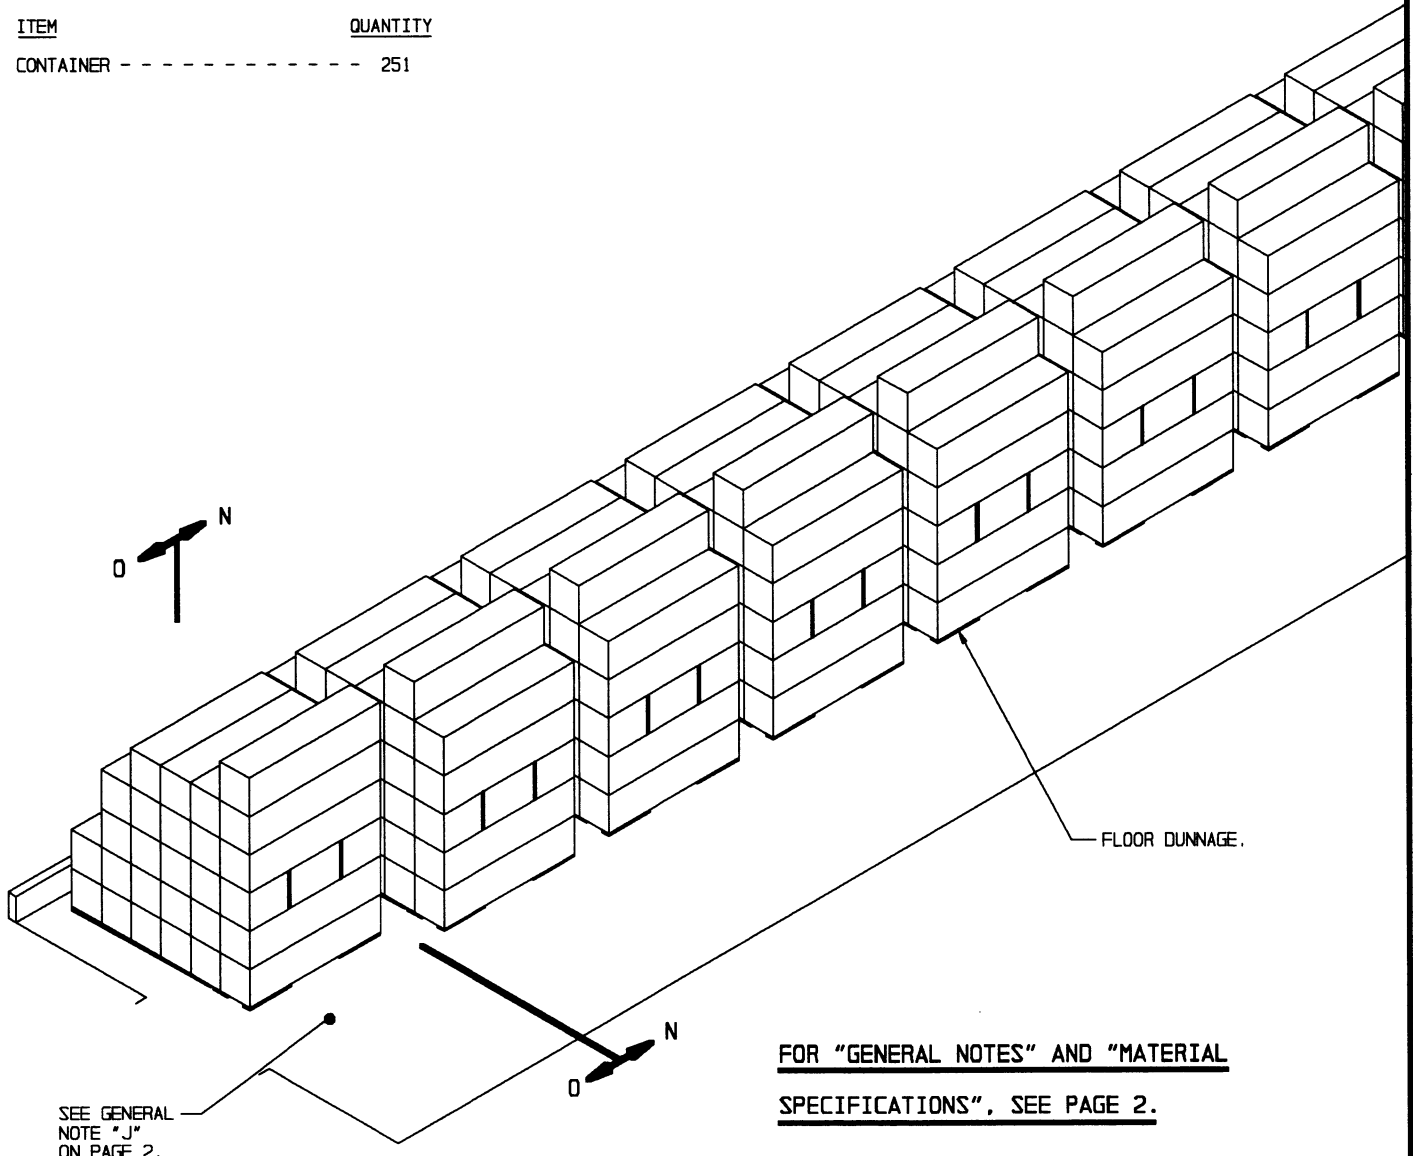 ITEM QUANTITY
CONTAINER - - - - - - - - - - - - 251
N
O
FLOOR DUNNAGE.
N
O
FOR "GENERAL NOTES" AND "MATERIAL
SPECIFICATIONS", SEE PAGE 2.
SEE GENERAL
NOTE "J"
ON PAGE 2.